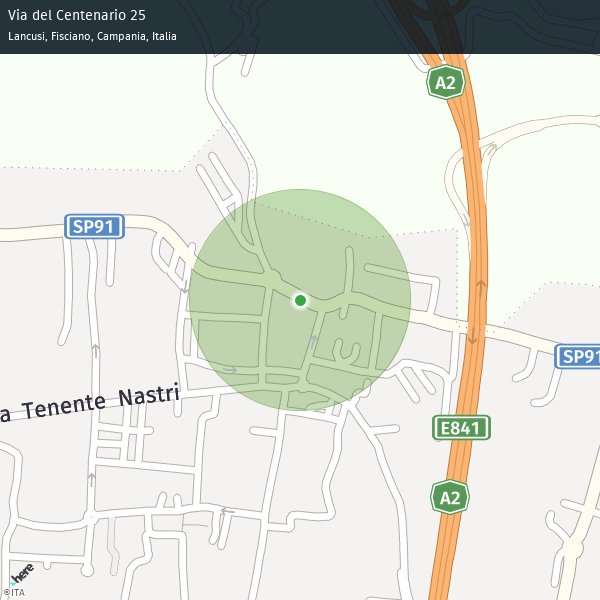 Via del Centenario 25
Lancusi, Fisciano, Campania, Italia
A2
SP91
SP91
a Tenente Nastri
E841
A2
here
©ITA